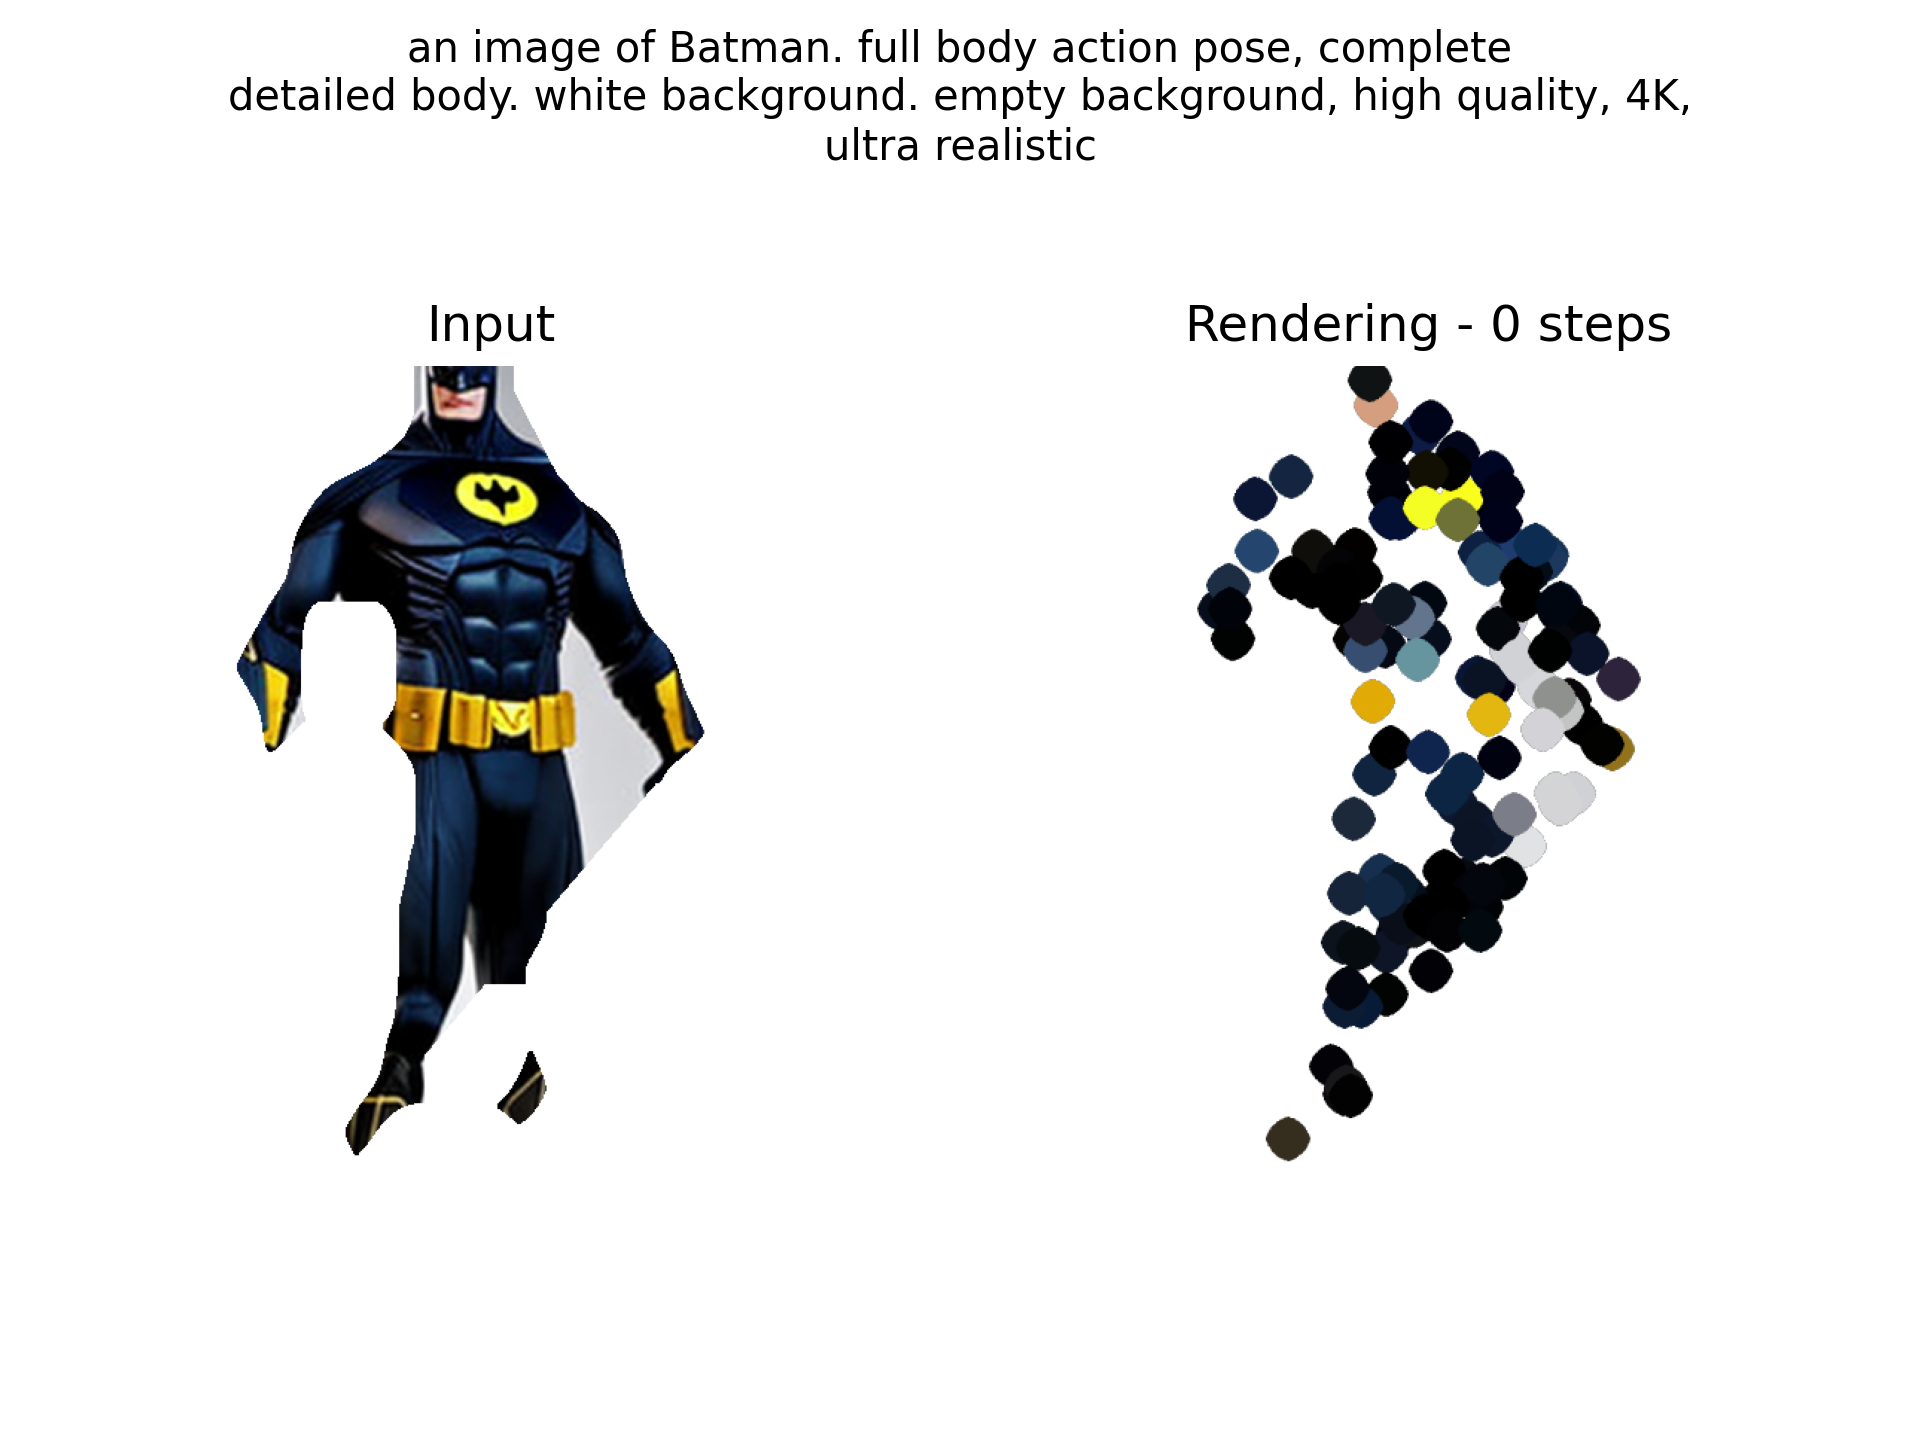 an image of Batman. full body action pose, complete
detailed body. white background. empty background, high quality, 4K,
ultra realistic
Input
Rendering - 0 steps